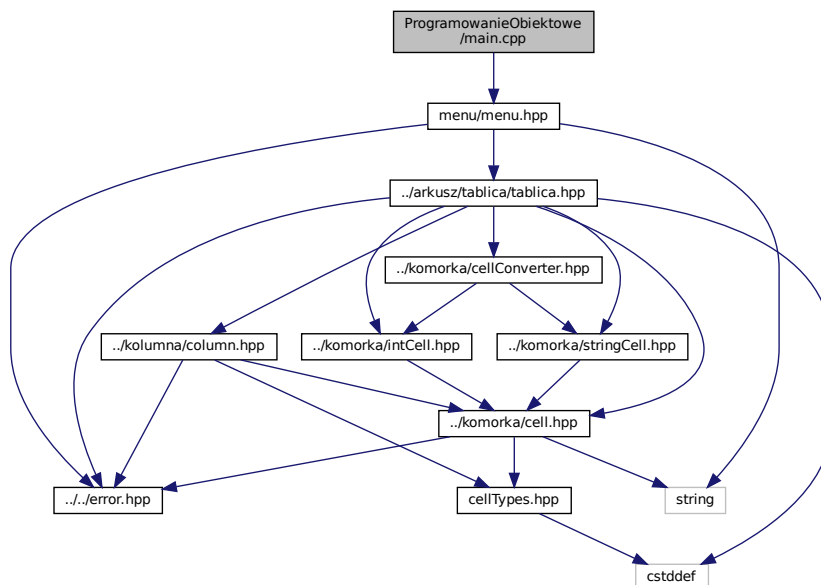 ProgramowanieObiektowe
/main.cpp
menu/menu.hpp
../arkusz/tablica/tablica.hpp
../komorka/cellConverter.hpp
../kolumna/column.hpp
../komorka/intCell.hpp
../komorka/stringCell.hpp
../komorka/cell.hpp
../../error.hpp
cellTypes.hpp
string
cstddef